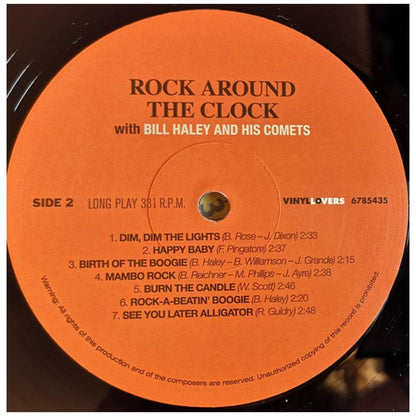 ROCK AROUND
THE CLOCK
with BILL HALEY AND HIS COMETS
SIDE 2 LONG PLAY 33⅓ R.P.M. VINYLLOVERS 6785435
1. DIM, DIM THE LIGHTS (B. Rose – J. Dixon) 2:33
2. HAPPY BABY (F. Pingatore) 2:37
3. BIRTH OF THE BOOGIE (B. Haley – B. Williamson – J. Grande) 2:15
4. MAMBO ROCK (B. Reichner – M. Phillips – J. Ayre) 2:38
5. BURN THE CANDLE (W. Scott) 2:46
6. ROCK-A-BEATIN' BOOGIE (B. Haley) 2:20
7. SEE YOU LATER ALLIGATOR (R. Guidry) 2:48
Warning: All rights of this production and of the composers are reserved. Unauthorized copying of this record is prohibited.